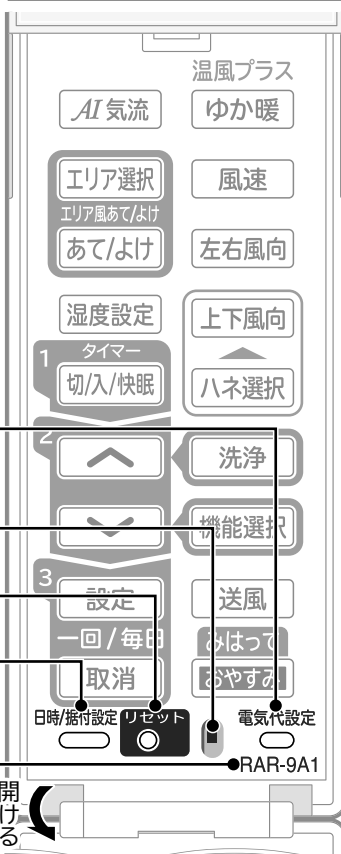 温風プラス
AI 気流
ゆか暖
エリア選択
風速
エリア風あて/よけ
あて/よけ
左右風向
湿度設定
上下風向
1
タイマー
切/入/快眠
ハネ選択
2
洗浄
機能選択
3
設定
送風
一回/毎日
みはって
取消
おやすみ
日時/据付設定
リセット
電気代設定
RAR-9A1
開ける